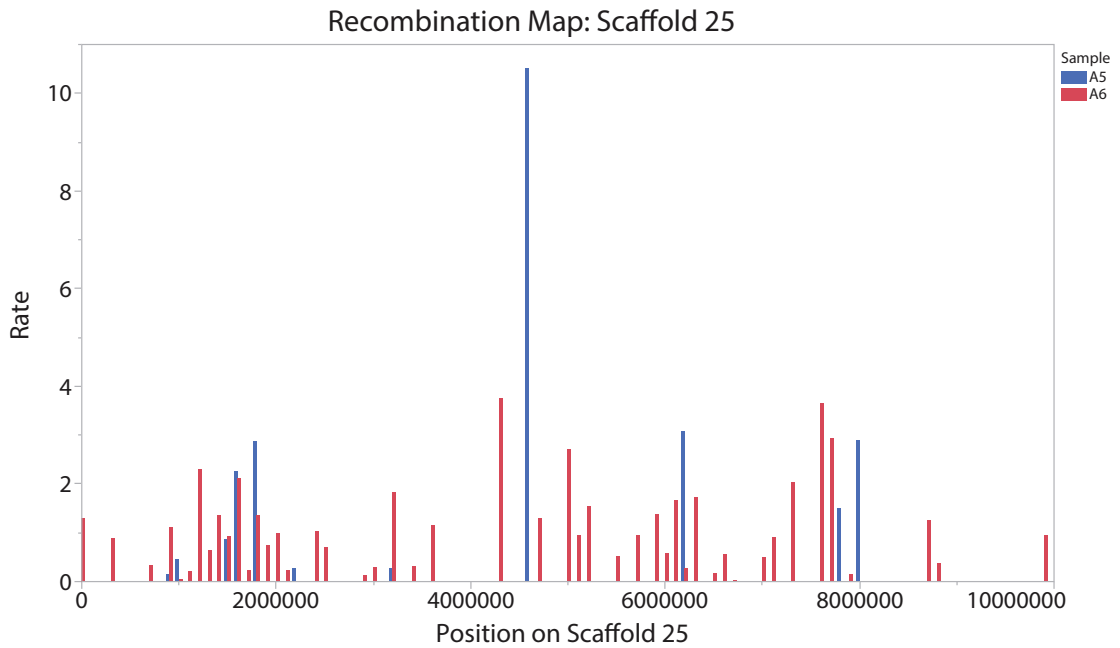 Recombination Map: Scaffold 25
Sample
A5
A6
10
8
6
4
2
0
Rate
0 2000000 4000000 6000000 8000000 10000000
Position on Scaffold 25